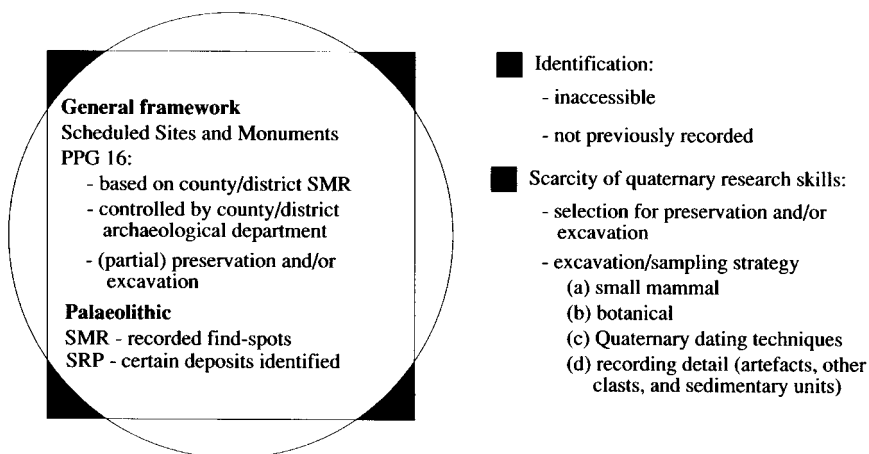 General framework
Scheduled Sites and Monuments
PPG 16:
- based on county/district SMR
- controlled by county/district
archaeological department
- (partial) preservation and/or
excavation
Palaeolithic
SMR - recorded find-spots
SRP - certain deposits identified
Identification:
- inaccessible
- not previously recorded
Scarcity of quaternary research skills:
- selection for preservation and/or
excavation
- excavation/sampling strategy
(a) small mammal
(b) botanical
(c) Quaternary dating techniques
(d) recording detail (artefacts, other
clasts, and sedimentary units)